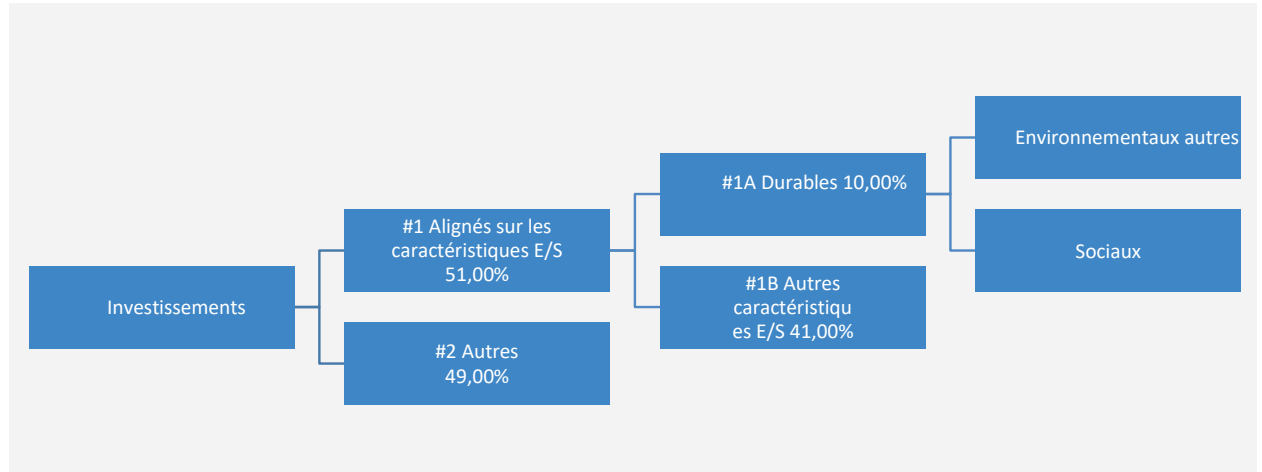 Investissements
#1 Alignés sur les
caractéristiques E/S
51,00%
#2 Autres
49,00%
#1A Durables 10,00%
#1B Autres
caractéristiqu
es E/S 41,00%
Environnementaux autres
Sociaux